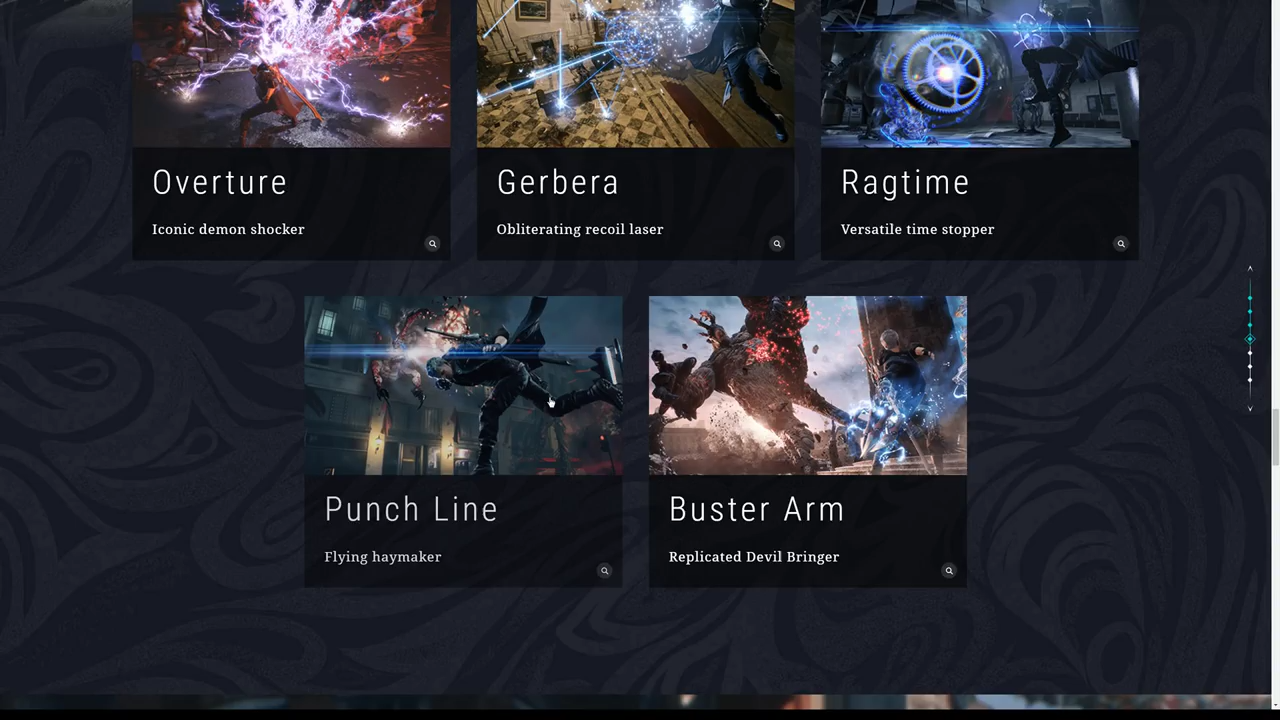 Overture
Iconic demon shocker
Gerbera
Obliterating recoil laser
Ragtime
Versatile time stopper
Punch Line
Flying haymaker
Buster Arm
Replicated Devil Bringer